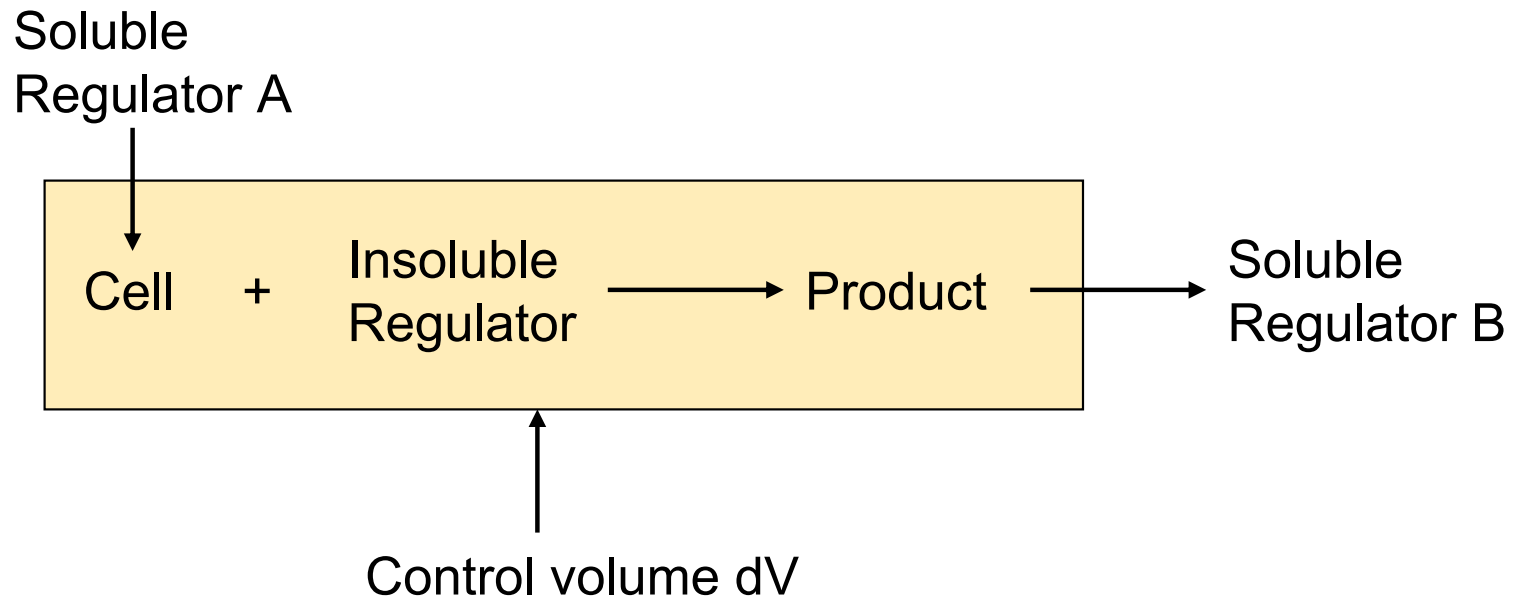 Soluble
Regulator A
Cell + Insoluble
Regulator
Product
Soluble
Regulator B
Control volume dV